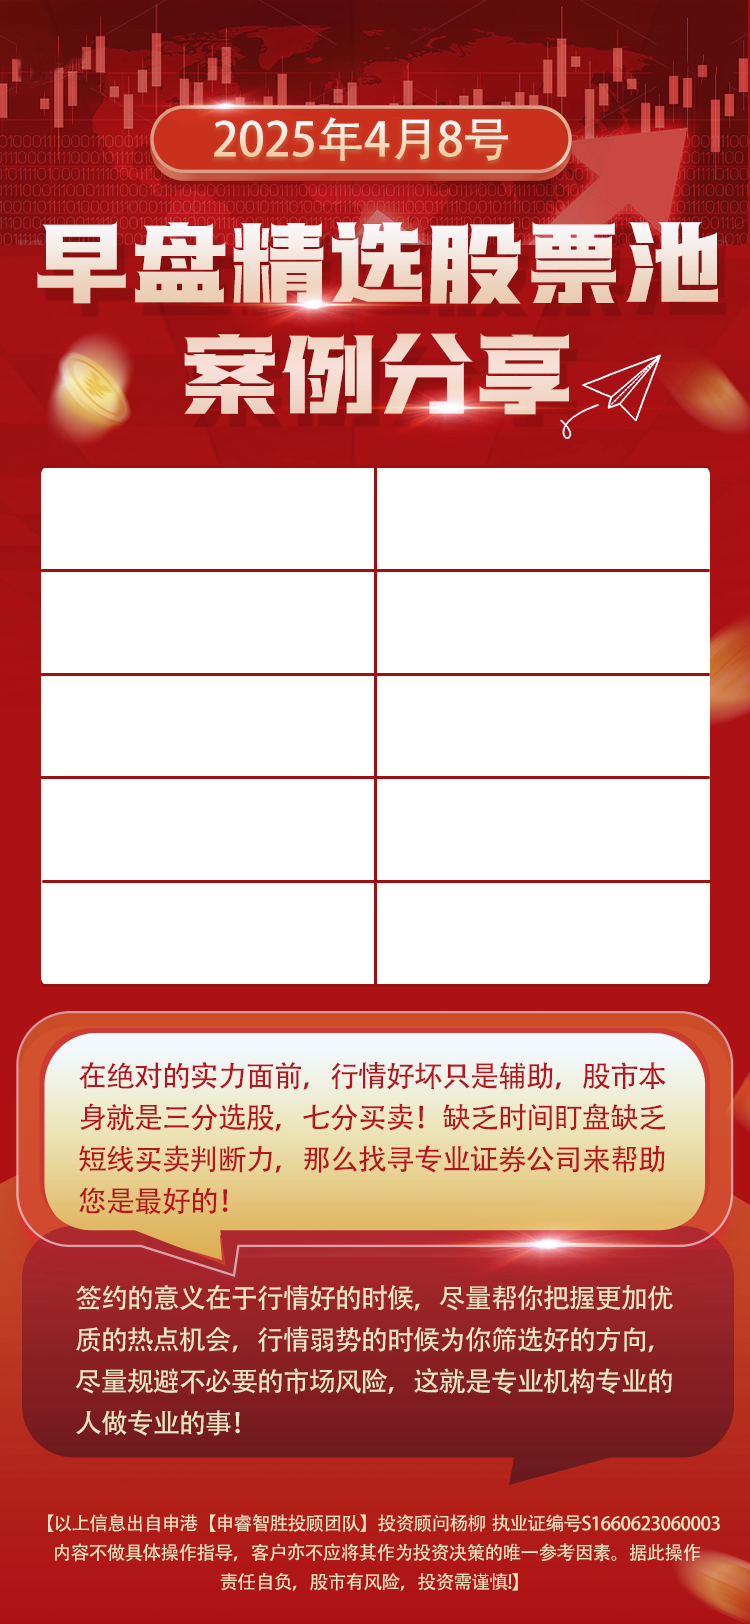 2025年4月8号
早盘精选股票池
案例分享
在绝对的实力面前，行情好坏只是辅助，股市本
身就是三分选股，七分买卖！缺乏时间盯盘缺乏
短线买卖判断力，那么找寻专业证券公司来帮助
您是最好的！
签约的意义在于行情好的时候，尽量帮你把握更加优
质的热点机会，行情弱势的时候为你筛选好的方向，
尽量规避不必要的市场风险，这就是专业机构专业的
人做专业的事！
【以上信息出自申港【申睿智胜投顾团队】投资顾问杨柳 执业证编号S1660623060003
内容不做具体操作指导，客户亦不应将其作为投资决策的唯一参考因素。据此操作
责任自负，股市有风险，投资需谨慎!】